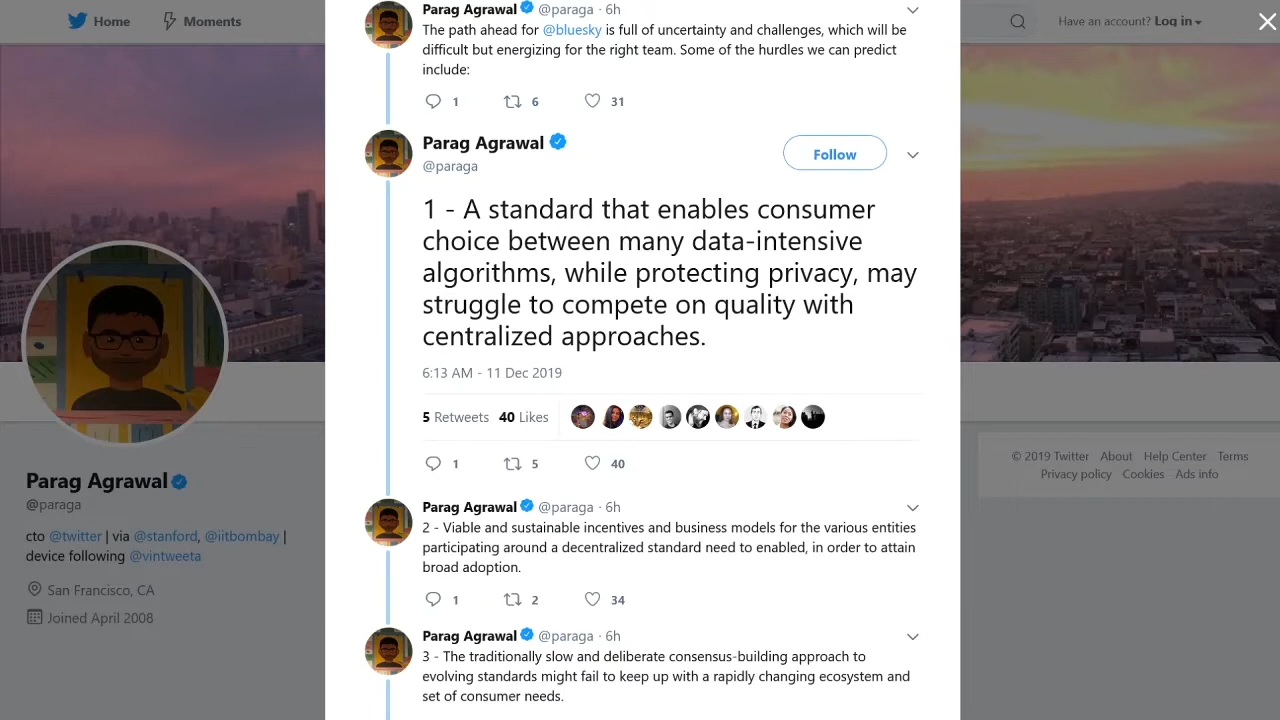 Home
Moments
Have an account? Log in
Parag Agrawal @paraga · 6h
The path ahead for @bluesky is full of uncertainty and challenges, which will be
difficult but energizing for the right team. Some of the hurdles we can predict
include:
1 6 31
Parag Agrawal
@paraga
Follow
1 - A standard that enables consumer
choice between many data-intensive
algorithms, while protecting privacy, may
struggle to compete on quality with
centralized approaches.
6:13 AM - 11 Dec 2019
5 Retweets 40 Likes
1 5 40
Parag Agrawal @paraga · 6h
2 - Viable and sustainable incentives and business models for the various entities
participating around a decentralized standard need to enabled, in order to attain
broad adoption.
1 2 34
Parag Agrawal @paraga · 6h
3 - The traditionally slow and deliberate consensus-building approach to
evolving standards might fail to keep up with a rapidly changing ecosystem and
set of consumer needs.
Parag Agrawal
@paraga
cto @twitter | via @stanford, @iitbombay |
device following @vintweeta
San Francisco, CA
Joined April 2008
© 2019 Twitter About Help Center Terms
Privacy policy Cookies Ads info